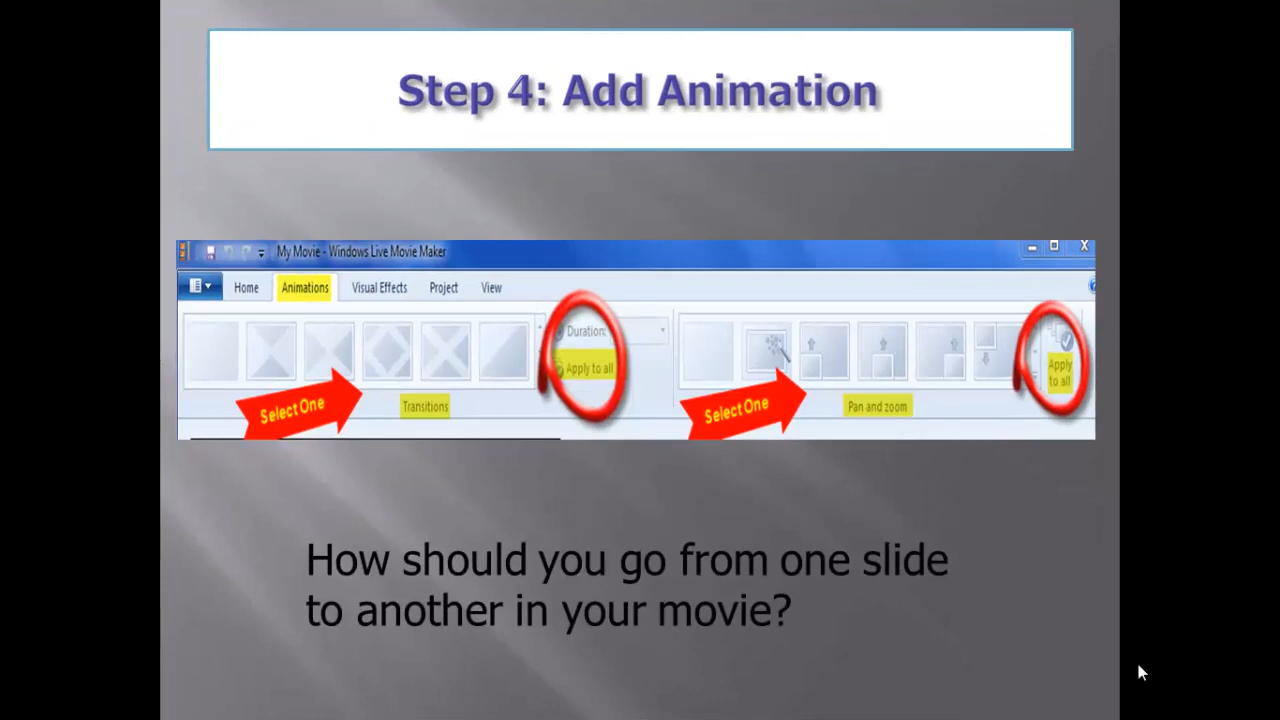 Step 4: Add Animation
My Movie - Windows Live Movie Maker
Home Animations Visual Effects Project View
Duration:
Apply to all
Apply
to all
Select One
Transitions
Select One
Pan and zoom
How should you go from one slide
to another in your movie?